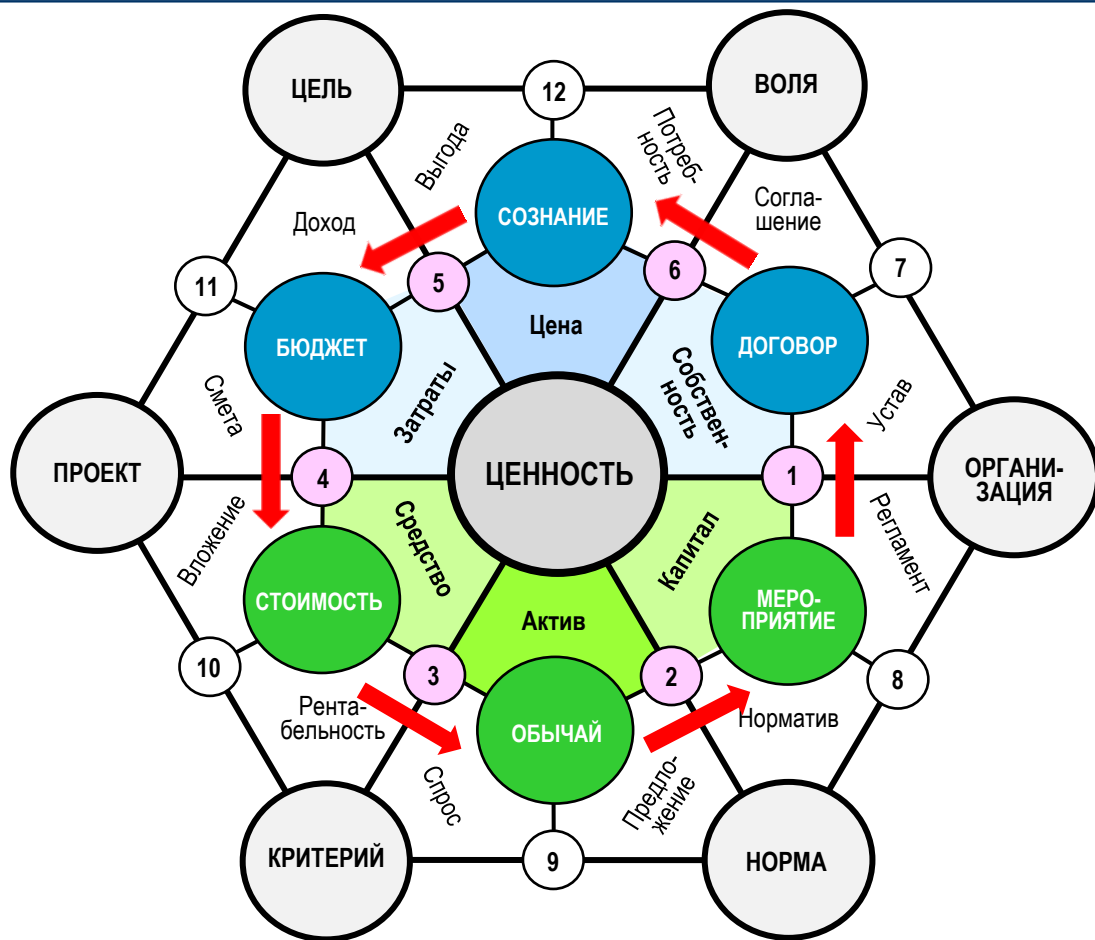 ЦЕЛЬ
12
ВОЛЯ
Выгода
Потреб-
ность
Доход
СОЗНАНИЕ
Согла-
шение
11
5
6
7
БЮДЖЕТ
Цена
ДОГОВОР
Смета
Затраты
Собствен-
ность
Устав
ПРОЕКТ
4
ЦЕННОСТЬ
1
ОРГАНИ-
ЗАЦИЯ
Вложение
Средство
Капитал
Регламент
СТОИМОСТЬ
Актив
МЕРО-
ПРИЯТИЕ
10
3
2
8
Рента-
бельность
ОБЫЧАЙ
Норматив
Спрос
Предло-
жение
КРИТЕРИЙ
9
НОРМА